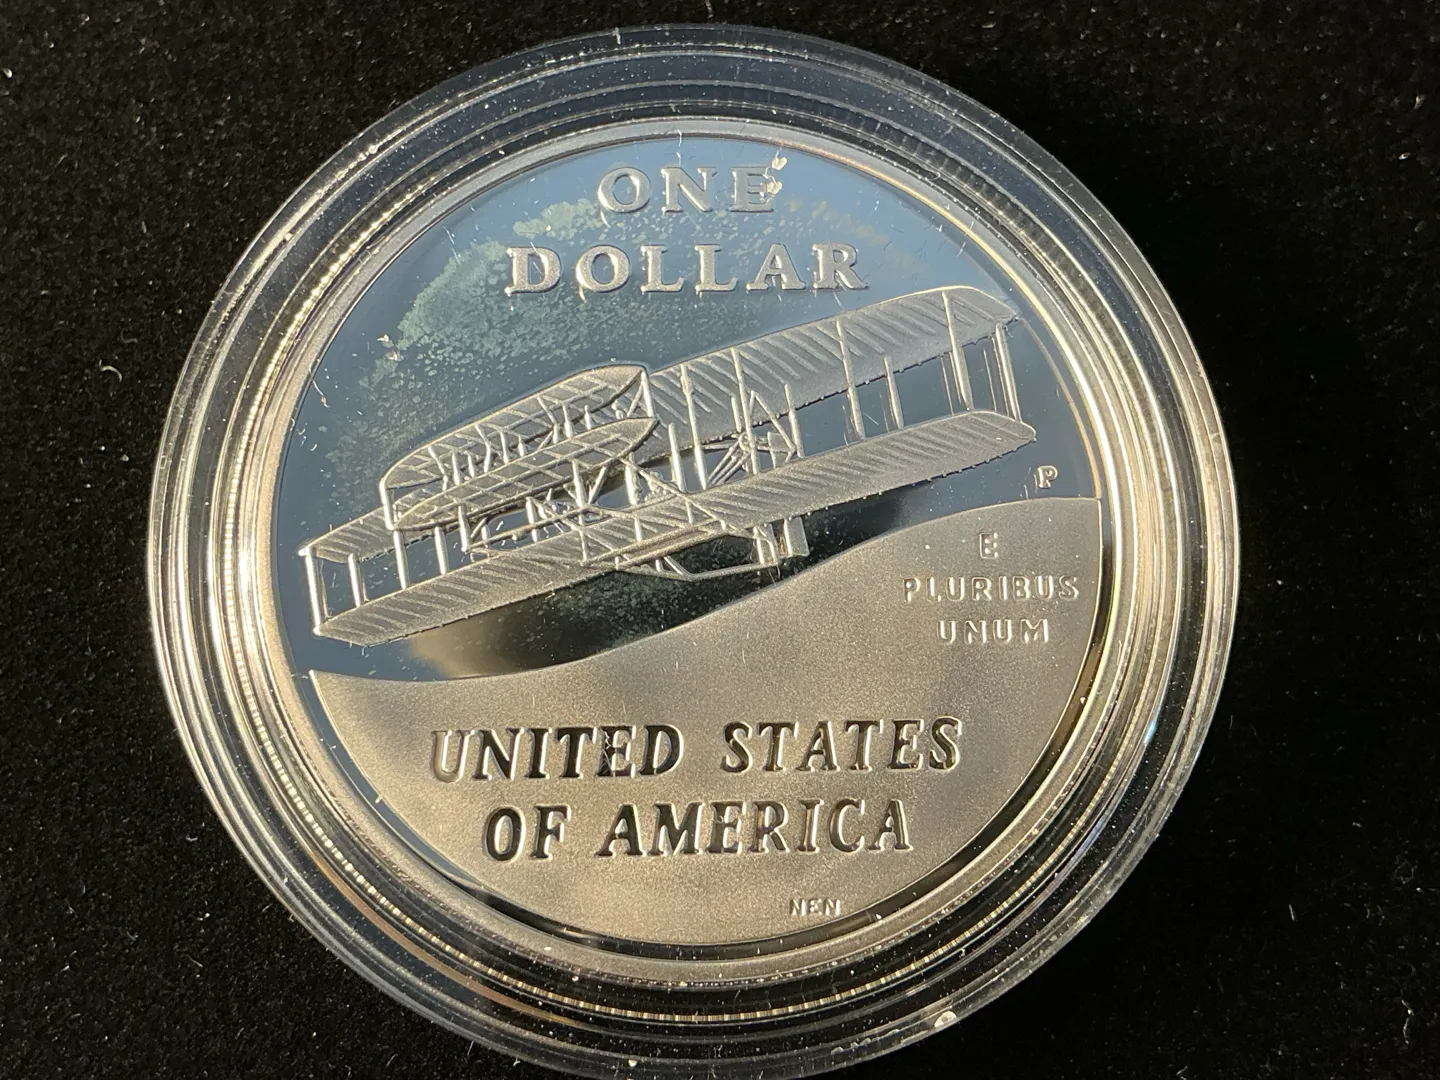 ONE
DOLLAR
P
E
PLURIBUS
UNUM
UNITED STATES
OF AMERICA
NEN